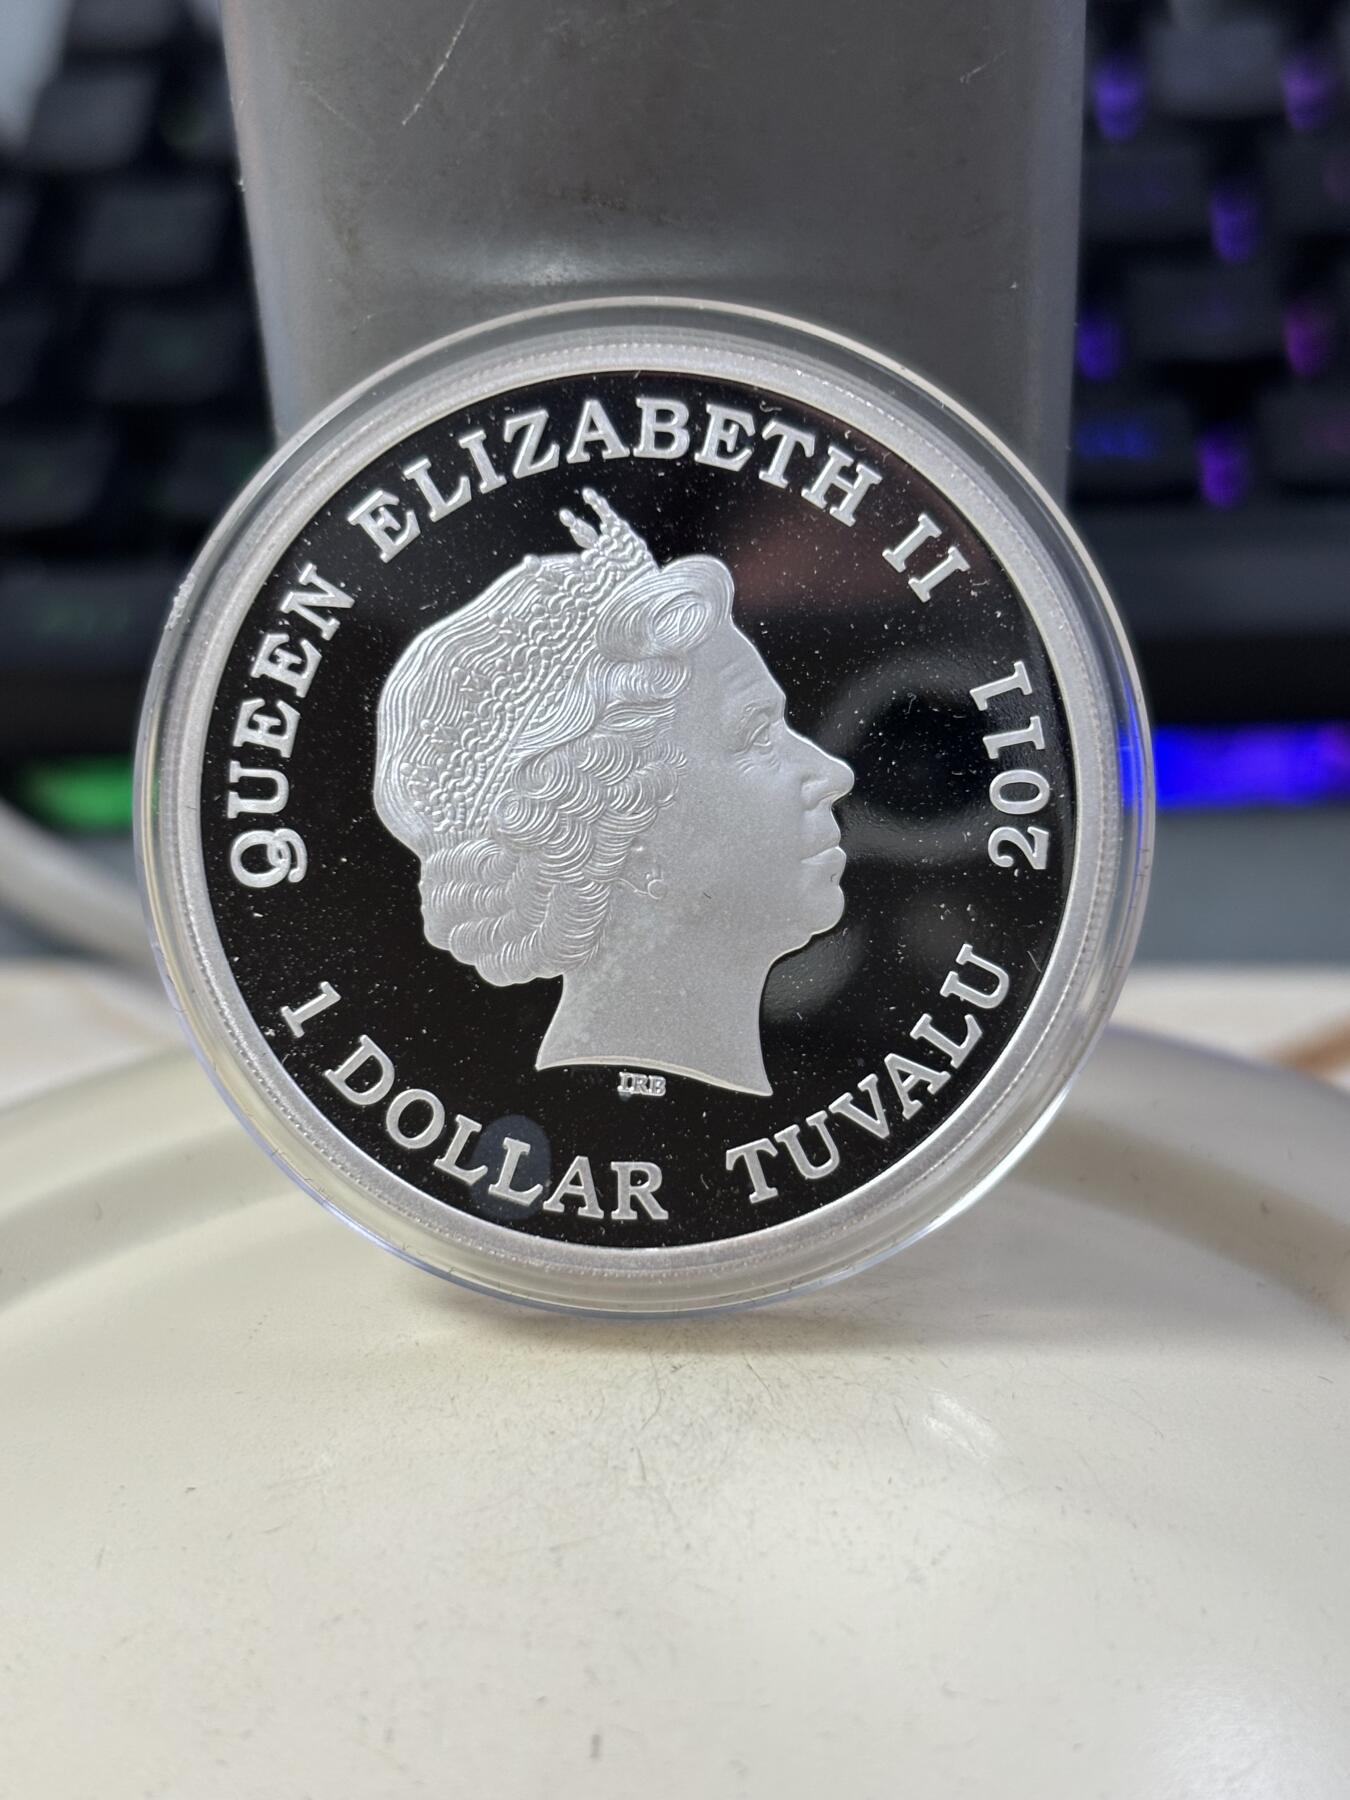 QUEEN ELIZABETH II
2011
1 DOLLAR
TUVALU
IRB